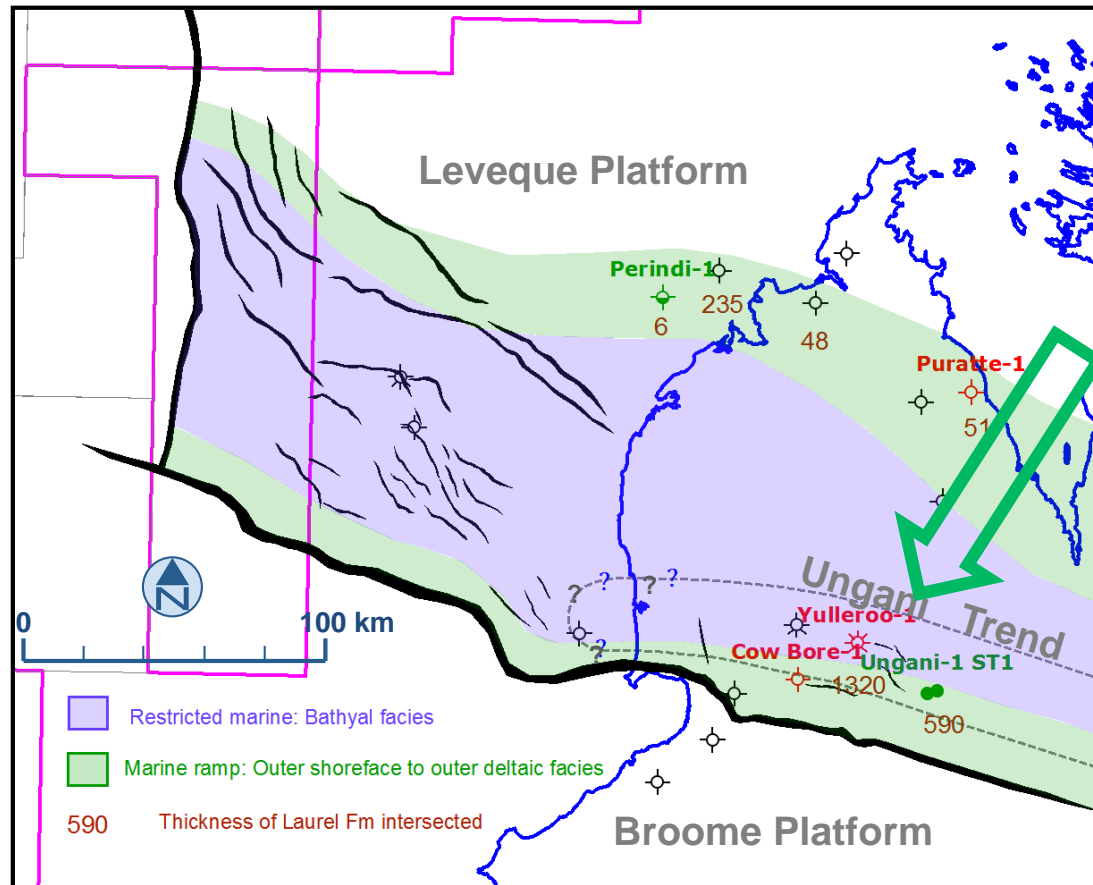 Leveque Platform
Perindi-1
235
6
48
Puratte-1
51
Ungani Trend
?
?
?
?
?
Yulleroo-1
Cow Bore-1
Ungani-1 ST1
1320
590
N
0
100 km
Restricted marine: Bathyal facies
Marine ramp: Outer shoreface to outer deltaic facies
590 Thickness of Laurel Fm intersected
Broome Platform